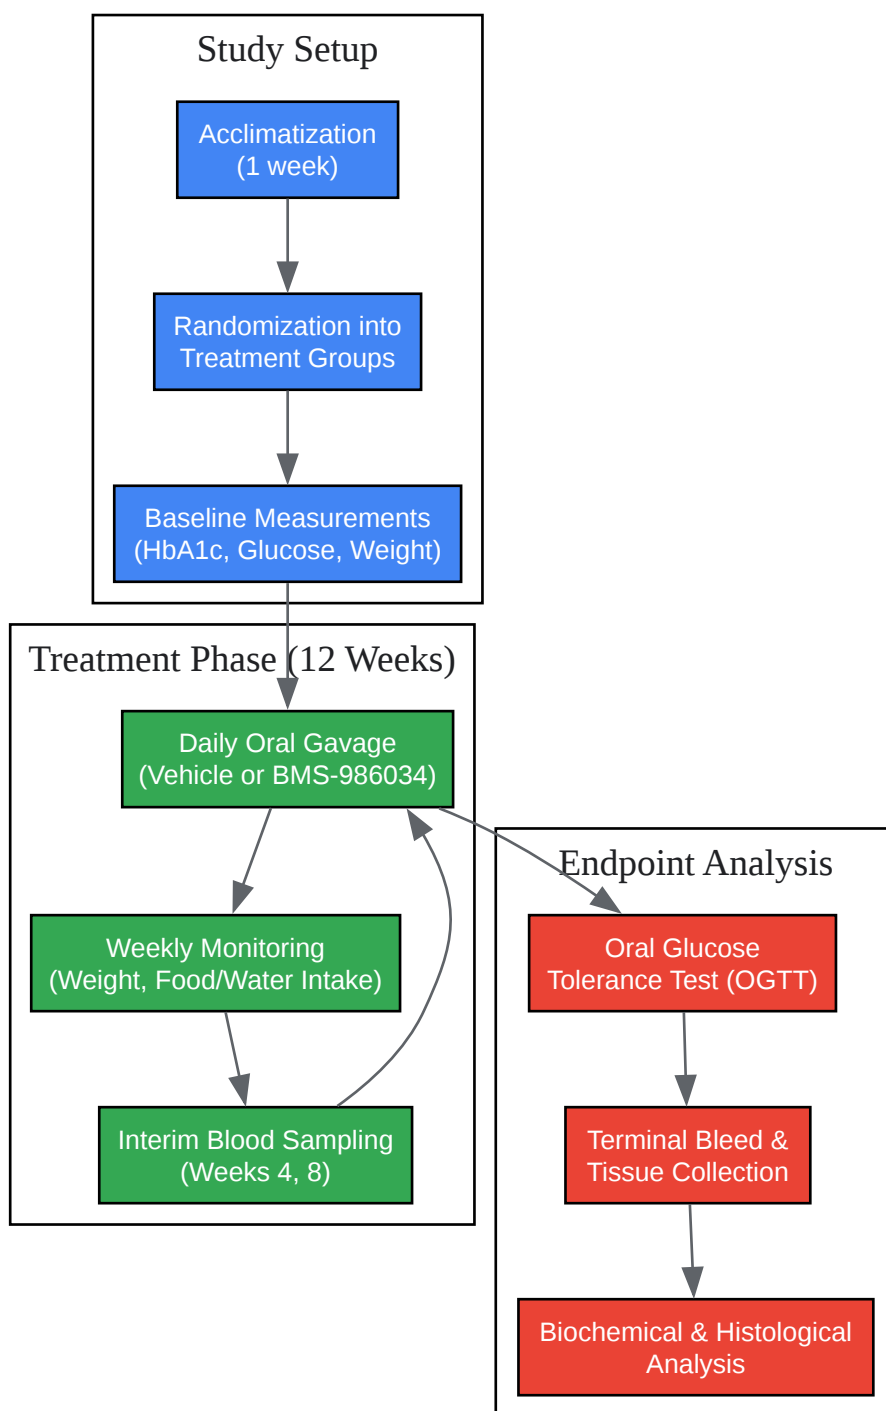 Study Setup
Acclimatization
(1 week)
Randomization into
Treatment Groups
Baseline Measurements
(HbA1c, Glucose, Weight)
Treatment Phase (12 Weeks)
Daily Oral Gavage
(Vehicle or BMS-986034)
Weekly Monitoring
(Weight, Food/Water Intake)
Interim Blood Sampling
(Weeks 4, 8)
Endpoint Analysis
Oral Glucose
Tolerance Test (OGTT)
Terminal Bleed &
Tissue Collection
Biochemical & Histological
Analysis